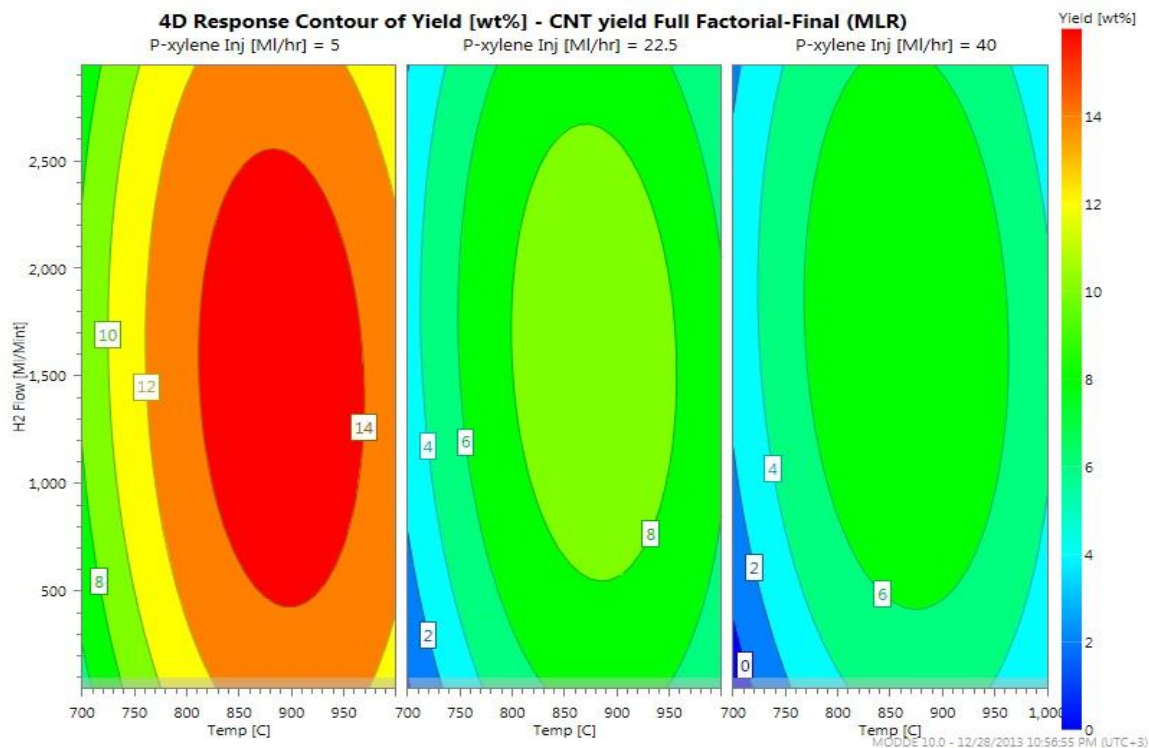 4D Response Contour of Yield [wt%] - CNT yield Full Factorial-Final (MLR)
Yield [wt%]
P-xylene Inj [Ml/hr] = 5
P-xylene Inj [Ml/hr] = 22.5
P-xylene Inj [Ml/hr] = 40
H2 Flow [Ml/Mint]
2,500
2,000
1,500
1,000
500
10
12
14
8
4
6
8
2
4
2
6
0
14
12
10
8
6
4
2
0
700 750 800 850 900 950
700 750 800 850 900 950
700 750 800 850 900 950 1,000
Temp [C]
Temp [C]
Temp [C]
MODDE 10.0 - 12/28/2013 10:56:55 PM (UTC+3)